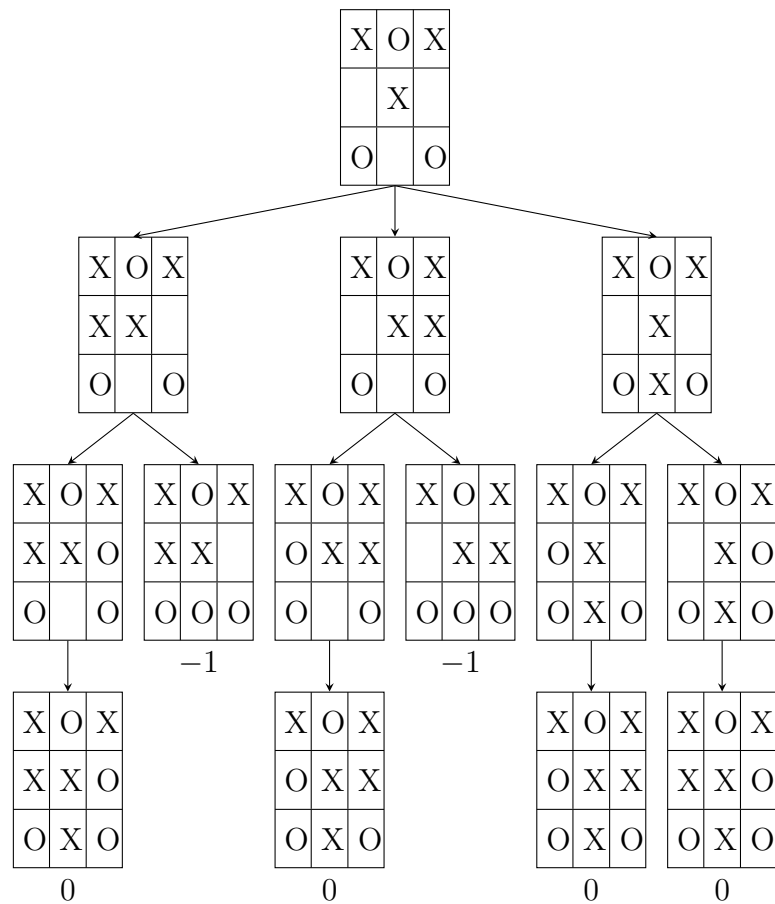 X O X
X
O O
X O X X O X X O X
X X X X X
O O O O O X O
X O X X O X X O X X O X X O X X O X
X X O X X O X X X X O X X O
O O O O O O O O O O O X O O X O
−1 −1
X O X X O X X O X X O X
X X O O X X O X X X X O
O X O O X O O X O O X O
0 0 0 0